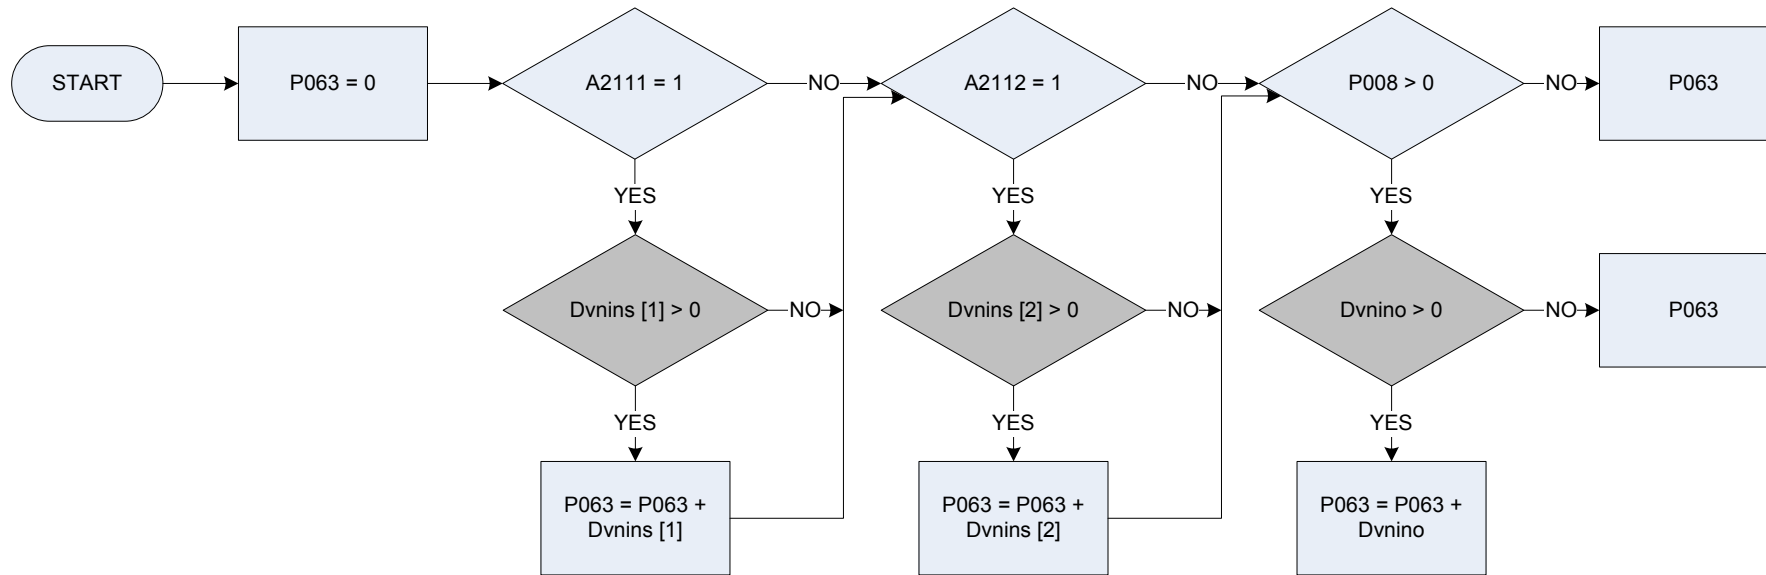 START
P063 = 0
A2111 = 1
NO
A2112 = 1
NO
P008 > 0
NO
P063
YES
YES
YES
Dvnins [1] > 0
NO
Dvnins [2] > 0
NO
Dvnino > 0
NO
P063
YES
YES
YES
P063 = P063 +
Dvnins [1]
P063 = P063 +
Dvnins [2]
P063 = P063 +
Dvnino